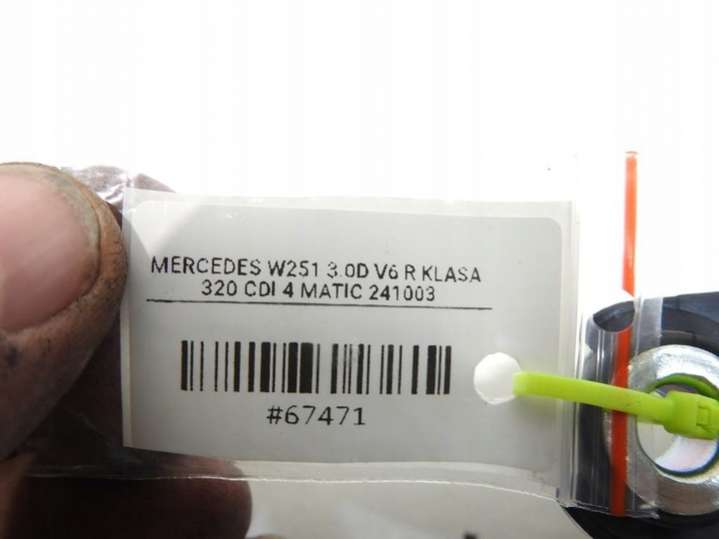 MERCEDES W251 3.0D V6 R KLASA
320 CDI 4 MATIC 241003
#67471